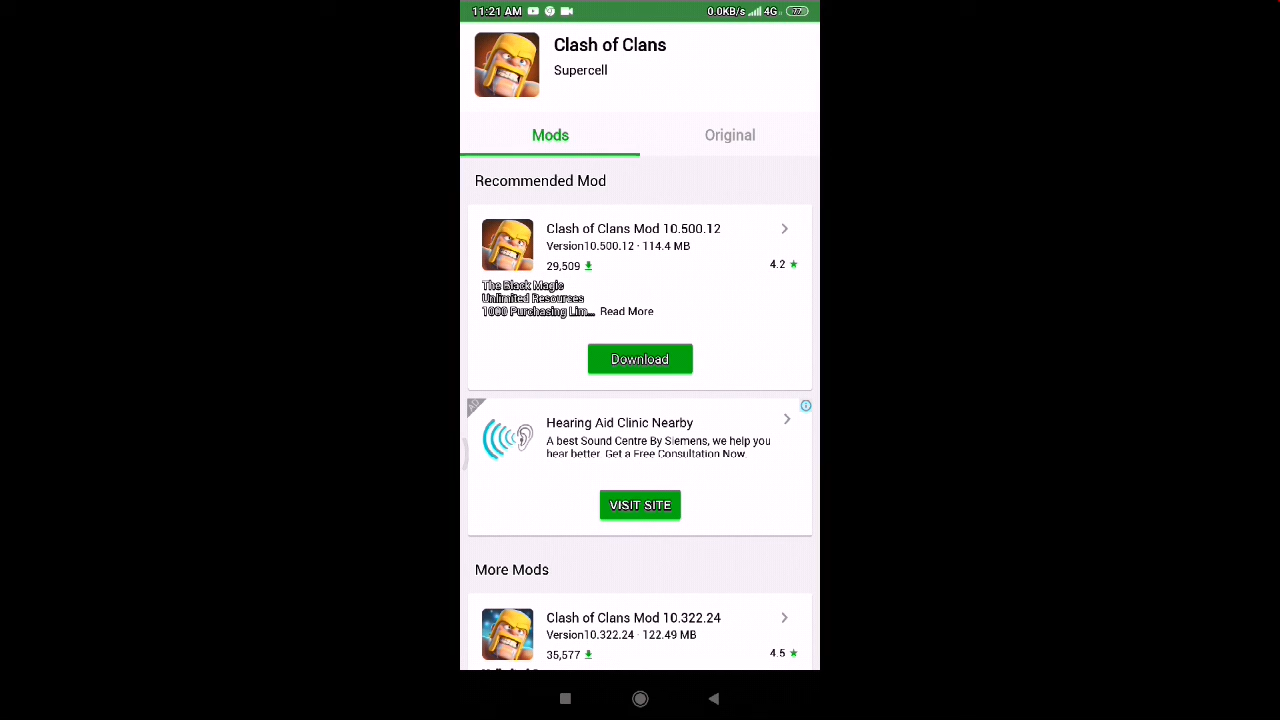 11:21 AM
0.0KB/s 4G 77
Clash of Clans
Supercell
Mods
Original
Recommended Mod
Clash of Clans Mod 10.500.12
Version10.500.12 · 114.4 MB
29,509
4.2 ★
The Black Magic
Unlimited Resources
1000 Purchasing Lim... Read More
Download
AD
Hearing Aid Clinic Nearby
A best Sound Centre By Siemens, we help you
hear better. Get a Free Consultation Now.
VISIT SITE
More Mods
Clash of Clans Mod 10.322.24
Version10.322.24 · 122.49 MB
35,577
4.5 ★